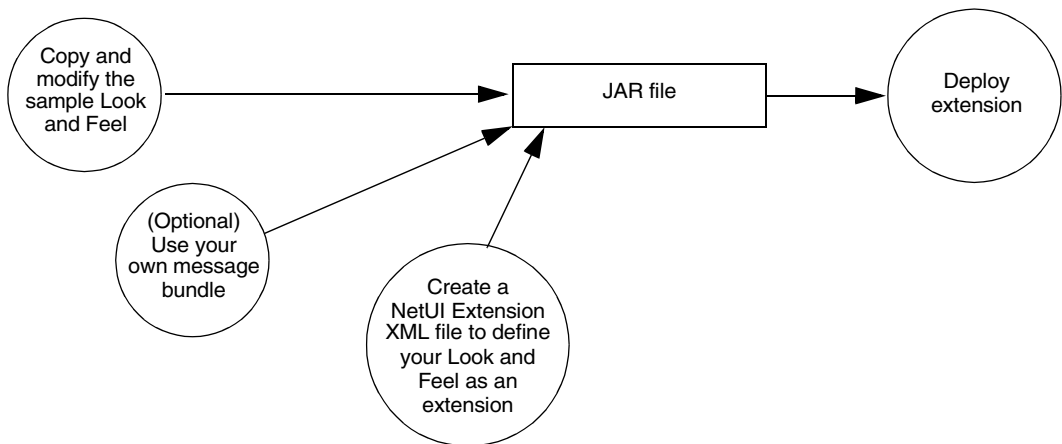 Copy and
modify the
sample Look
and Feel
JAR file
Deploy
extension
(Optional)
Use your
own message
bundle
Create a
NetUI Extension
XML file to define
your Look and
Feel as an
extension